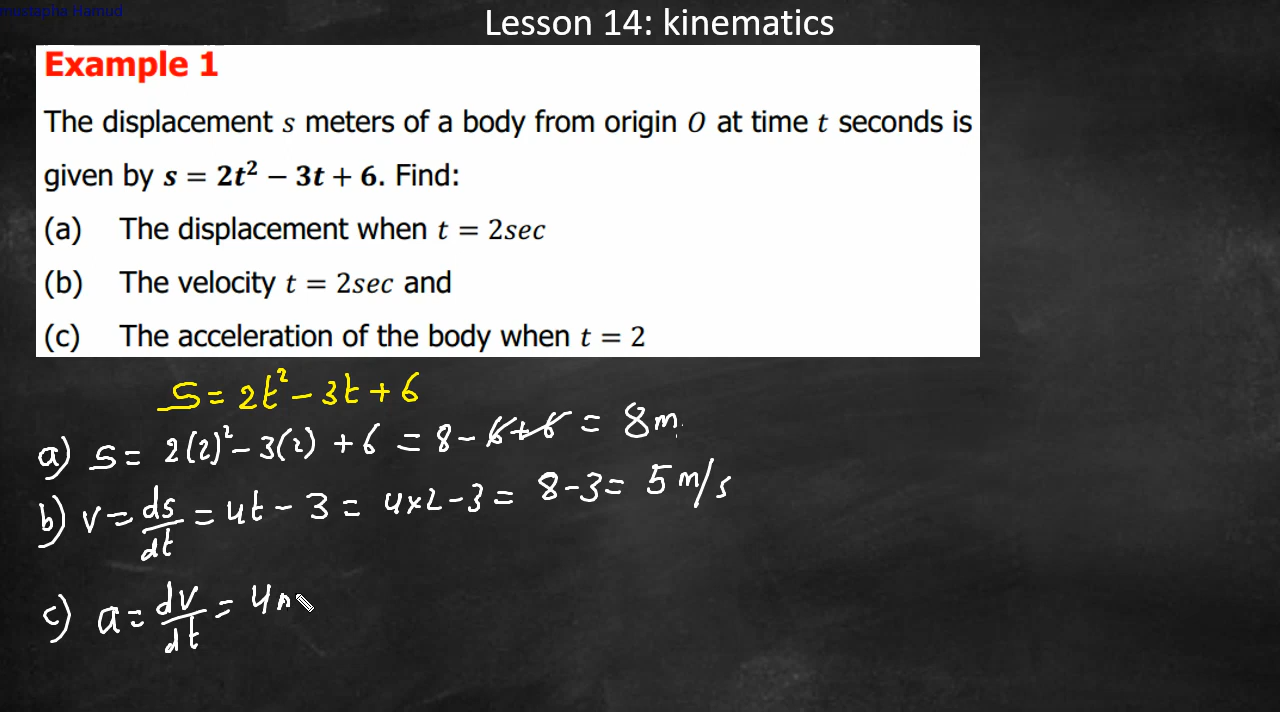 mustapha Hamud
Lesson 14: kinematics
Example 1
The displacement s meters of a body from origin O at time t seconds is
given by s = 2t² − 3t + 6. Find:
(a) The displacement when t = 2sec
(b) The velocity t = 2sec and
(c) The acceleration of the body when t = 2
S = 2t² − 3t + 6
a) s = 2(2)² − 3(2) + 6 = 8 − 6 + 6 = 8m
b) v = ds/dt = 4t − 3 = 4×2 − 3 = 8 − 3 = 5 m/s
c) a = dv/dt = 4